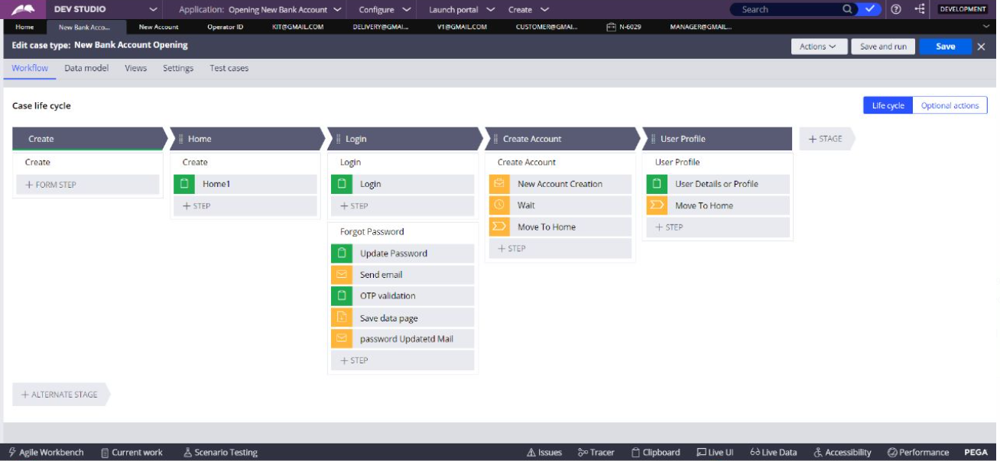 DEV STUDIO Application: Opening New Bank Account Configure Launch portal Create Search DEVELOPMENT
Home New Bank Acco... New Account Operator ID KIT@GMAIL.COM DELIVERY@GMAI... V1@GMAIL.COM CUSTOMER@GMAI... N-6029 MANAGER@GMAIL...
Edit case type: New Bank Account Opening Actions Save and run Save
Workflow Data model Views Settings Test cases
Case life cycle Life cycle Optional actions
Create Home Login Create Account User Profile + STAGE
Create
+ FORM STEP
Create
Home1
+ STEP
Login
Login
+ STEP
Forgot Password
Update Password
Send email
OTP validation
Save data page
password Updatetd Mail
+ STEP
Create Account
New Account Creation
Wait
Move To Home
+ STEP
User Profile
User Details or Profile
Move To Home
+ STEP
+ ALTERNATE STAGE
Agile Workbench Current work Scenario Testing Issues Tracer Clipboard Live UI Live Data Accessibility Performance PEGA